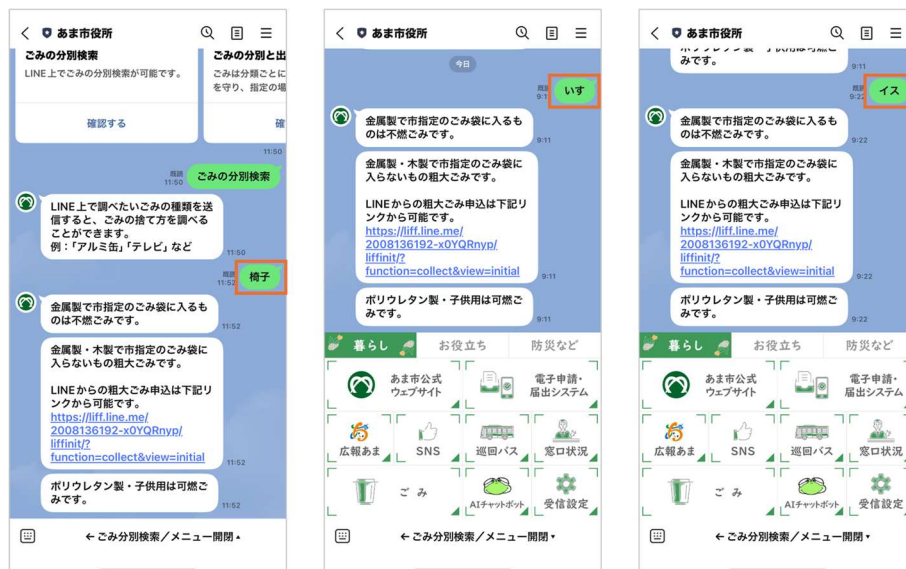 あま市役所
ごみの分別検索
LINE上でごみの分別検索が可能です。
確認する
ごみの分別と出
ごみは分類ごとに
を守り、指定の場
確
11:50
既読
11:50
ごみの分別検索
LINE上で調べたいごみの種類を送
信すると、ごみの捨て方を調べる
ことができます。
例:「アルミ缶」「テレビ」など
11:50
既読
11:52
椅子
金属製で市指定のごみ袋に入るも
のは不燃ごみです。
11:52
金属製・木製で市指定のごみ袋に
入らないもの粗大ごみです。
LINEからの粗大ごみ申込は下記リ
ンクから可能です。
https://liff.line.me/
2008136192-x0YQRnyp/
liffinit/?
function=collect&view=initial
11:52
ポリウレタン製・子供用は可燃ご
みです。
11:52
←ごみ分別検索/メニュー開閉▴
あま市役所
今日
既読
いす
金属製で市指定のごみ袋に入るも
のは不燃ごみです。
9:11
金属製・木製で市指定のごみ袋に
入らないもの粗大ごみです。
LINEからの粗大ごみ申込は下記リ
ンクから可能です。
https://liff.line.me/
2008136192-x0YQRnyp/
liffinit/?
function=collect&view=initial
9:11
ポリウレタン製・子供用は可燃ご
みです。
9:11
暮らし
お役立ち
防災など
あま市公式
ウェブサイト
電子申請・
届出システム
広報あま
SNS
巡回バス
窓口状況
ごみ
AIチャットボット
受信設定
←ごみ分別検索/メニュー開閉▾
あま市役所
みです。
9:11
既読
9:22
イス
金属製で市指定のごみ袋に入るも
のは不燃ごみです。
9:22
金属製・木製で市指定のごみ袋に
入らないもの粗大ごみです。
LINEからの粗大ごみ申込は下記リ
ンクから可能です。
https://liff.line.me/
2008136192-x0YQRnyp/
liffinit/?
function=collect&view=initial
9:22
ポリウレタン製・子供用は可燃ご
みです。
9:22
暮らし
お役立ち
防災など
あま市公式
ウェブサイト
電子申請・
届出システム
広報あま
SNS
巡回バス
窓口状況
ごみ
AIチャットボット
受信設定
←ごみ分別検索/メニュー開閉▾